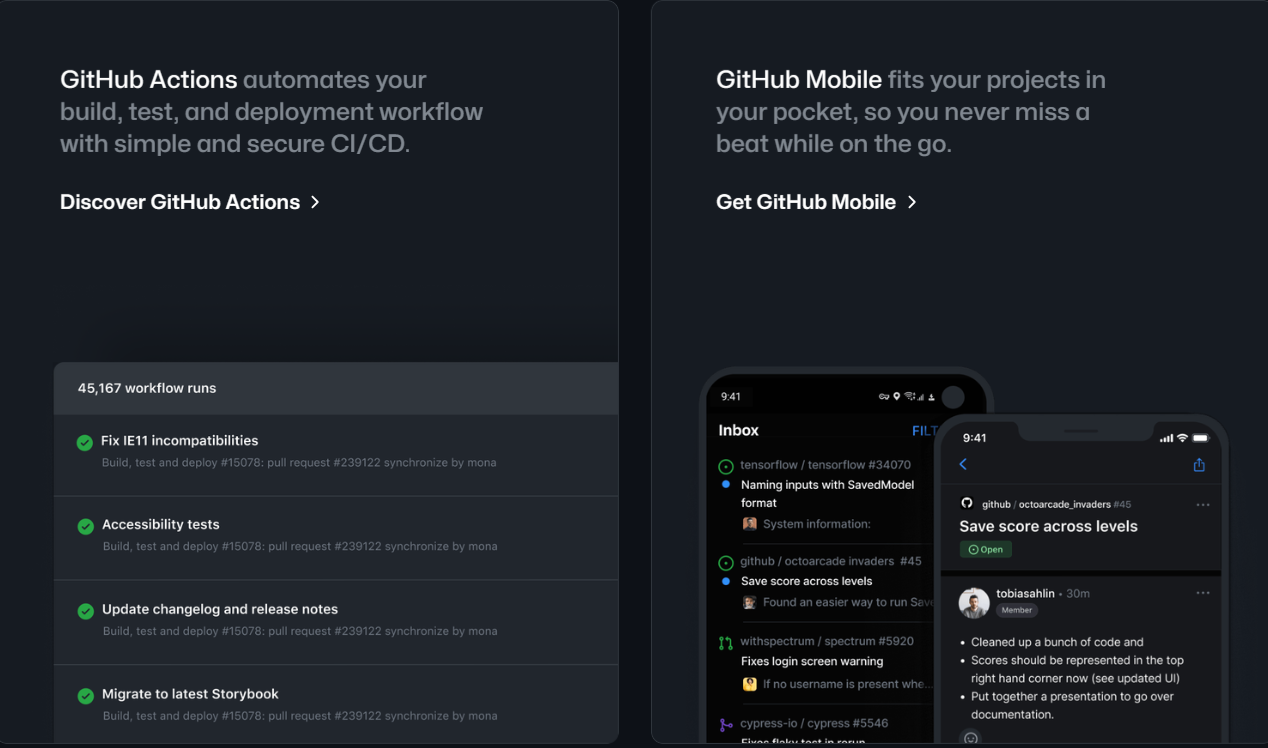 GitHub Actions automates your
build, test, and deployment workflow
with simple and secure CI/CD.
Discover GitHub Actions
45,167 workflow runs
Fix IE11 incompatibilities
Build, test and deploy #15078: pull request #239122 synchronize by mona
Accessibility tests
Build, test and deploy #15078: pull request #239122 synchronize by mona
Update changelog and release notes
Build, test and deploy #15078: pull request #239122 synchronize by mona
Migrate to latest Storybook
Build, test and deploy #15078: pull request #239122 synchronize by mona
GitHub Mobile fits your projects in
your pocket, so you never miss a
beat while on the go.
Get GitHub Mobile
9:41
Inbox
FILT
tensorflow / tensorflow #34070
Naming inputs with SavedModel
format
System information:
github / octoarcade invaders #45
Save score across levels
Found an easier way to run Save
withspectrum / spectrum #5920
Fixes login screen warning
If no username is present whe...
cypress-io / cypress #5546
Fixes flaky test in rerun
9:41
github / octoarcade_invaders #45
Save score across levels
Open
tobiasahlin • 30m
Member
• Cleaned up a bunch of code and
• Scores should be represented in the top
right hand corner now (see updated UI)
• Put together a presentation to go over
documentation.